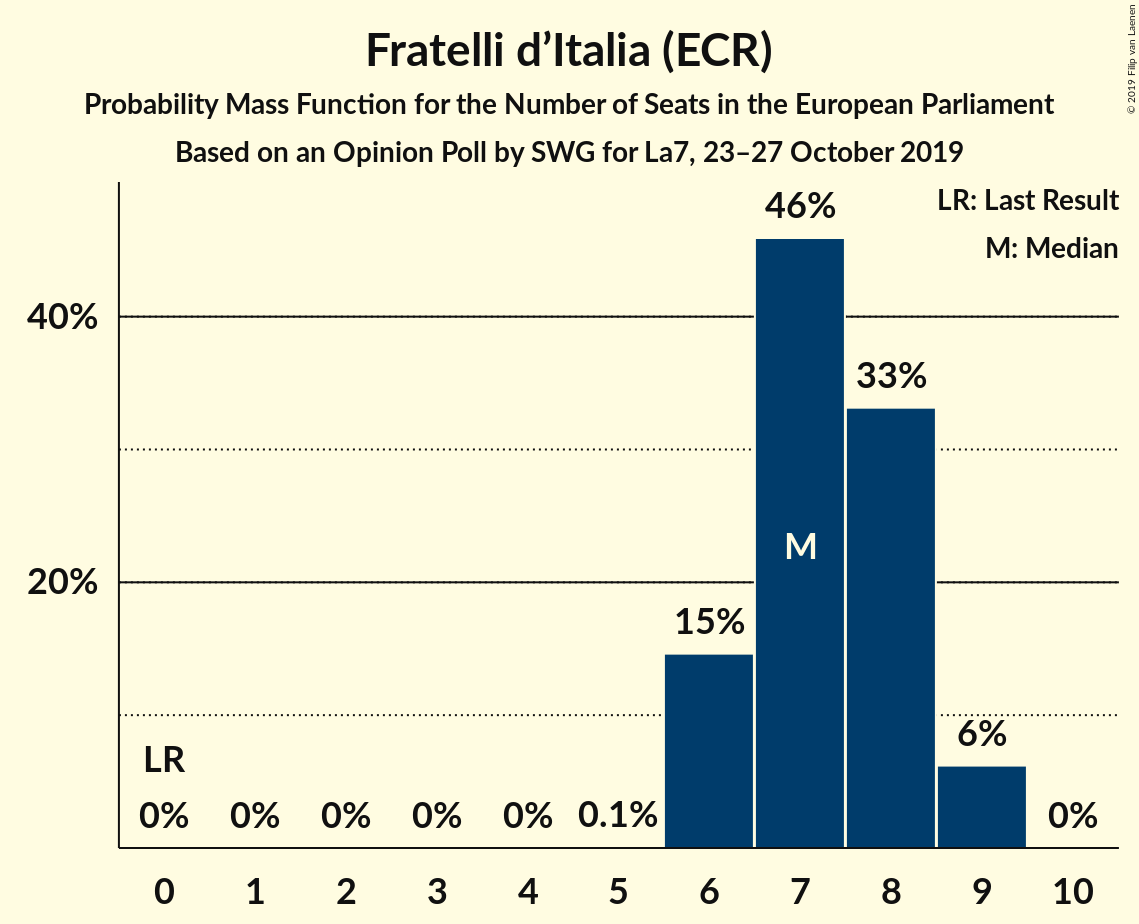 Fratelli d’Italia (ECR)
Probability Mass Function for the Number of Seats in the European Parliament
Based on an Opinion Poll by SWG for La7, 23–27 October 2019
© 2019 Filip van Laenen
LR: Last Result
M: Median
46%
40%
33%
M
20%
15%
6%
LR
0% 0% 0% 0% 0% 0.1% 0%
0 1 2 3 4 5 6 7 8 9 10